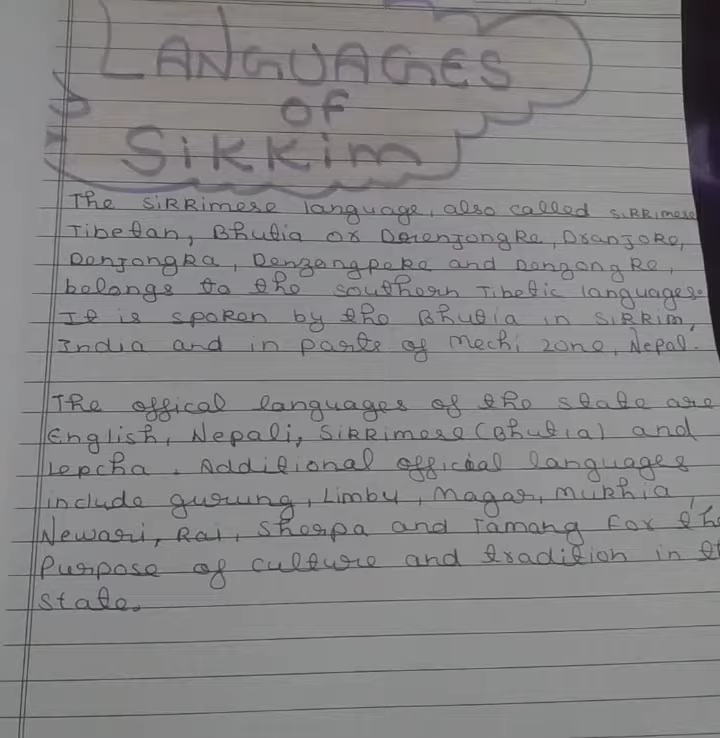 LANGUAGES
OF
Sikkim
The Sikkimese language, also called Sikkimese
Tibetan, Bhutia or Drenjongke, Dranjoke,
Denjongka, Denzongpeke and Denzongke,
belongs to the southern Tibetic languages.
It is spoken by the Bhutia in Sikkim,
India and in parts of Mechi zone, Nepal.
The offical languages of the state are
English, Nepali, Sikkimese (Bhutia) and
Lepcha. Additional official languages
include gurung, Limbu, Magar, Mukhia,
Newari, Rai, Sherpa and Tamang for the
Purpose of culture and tradition in the
state.